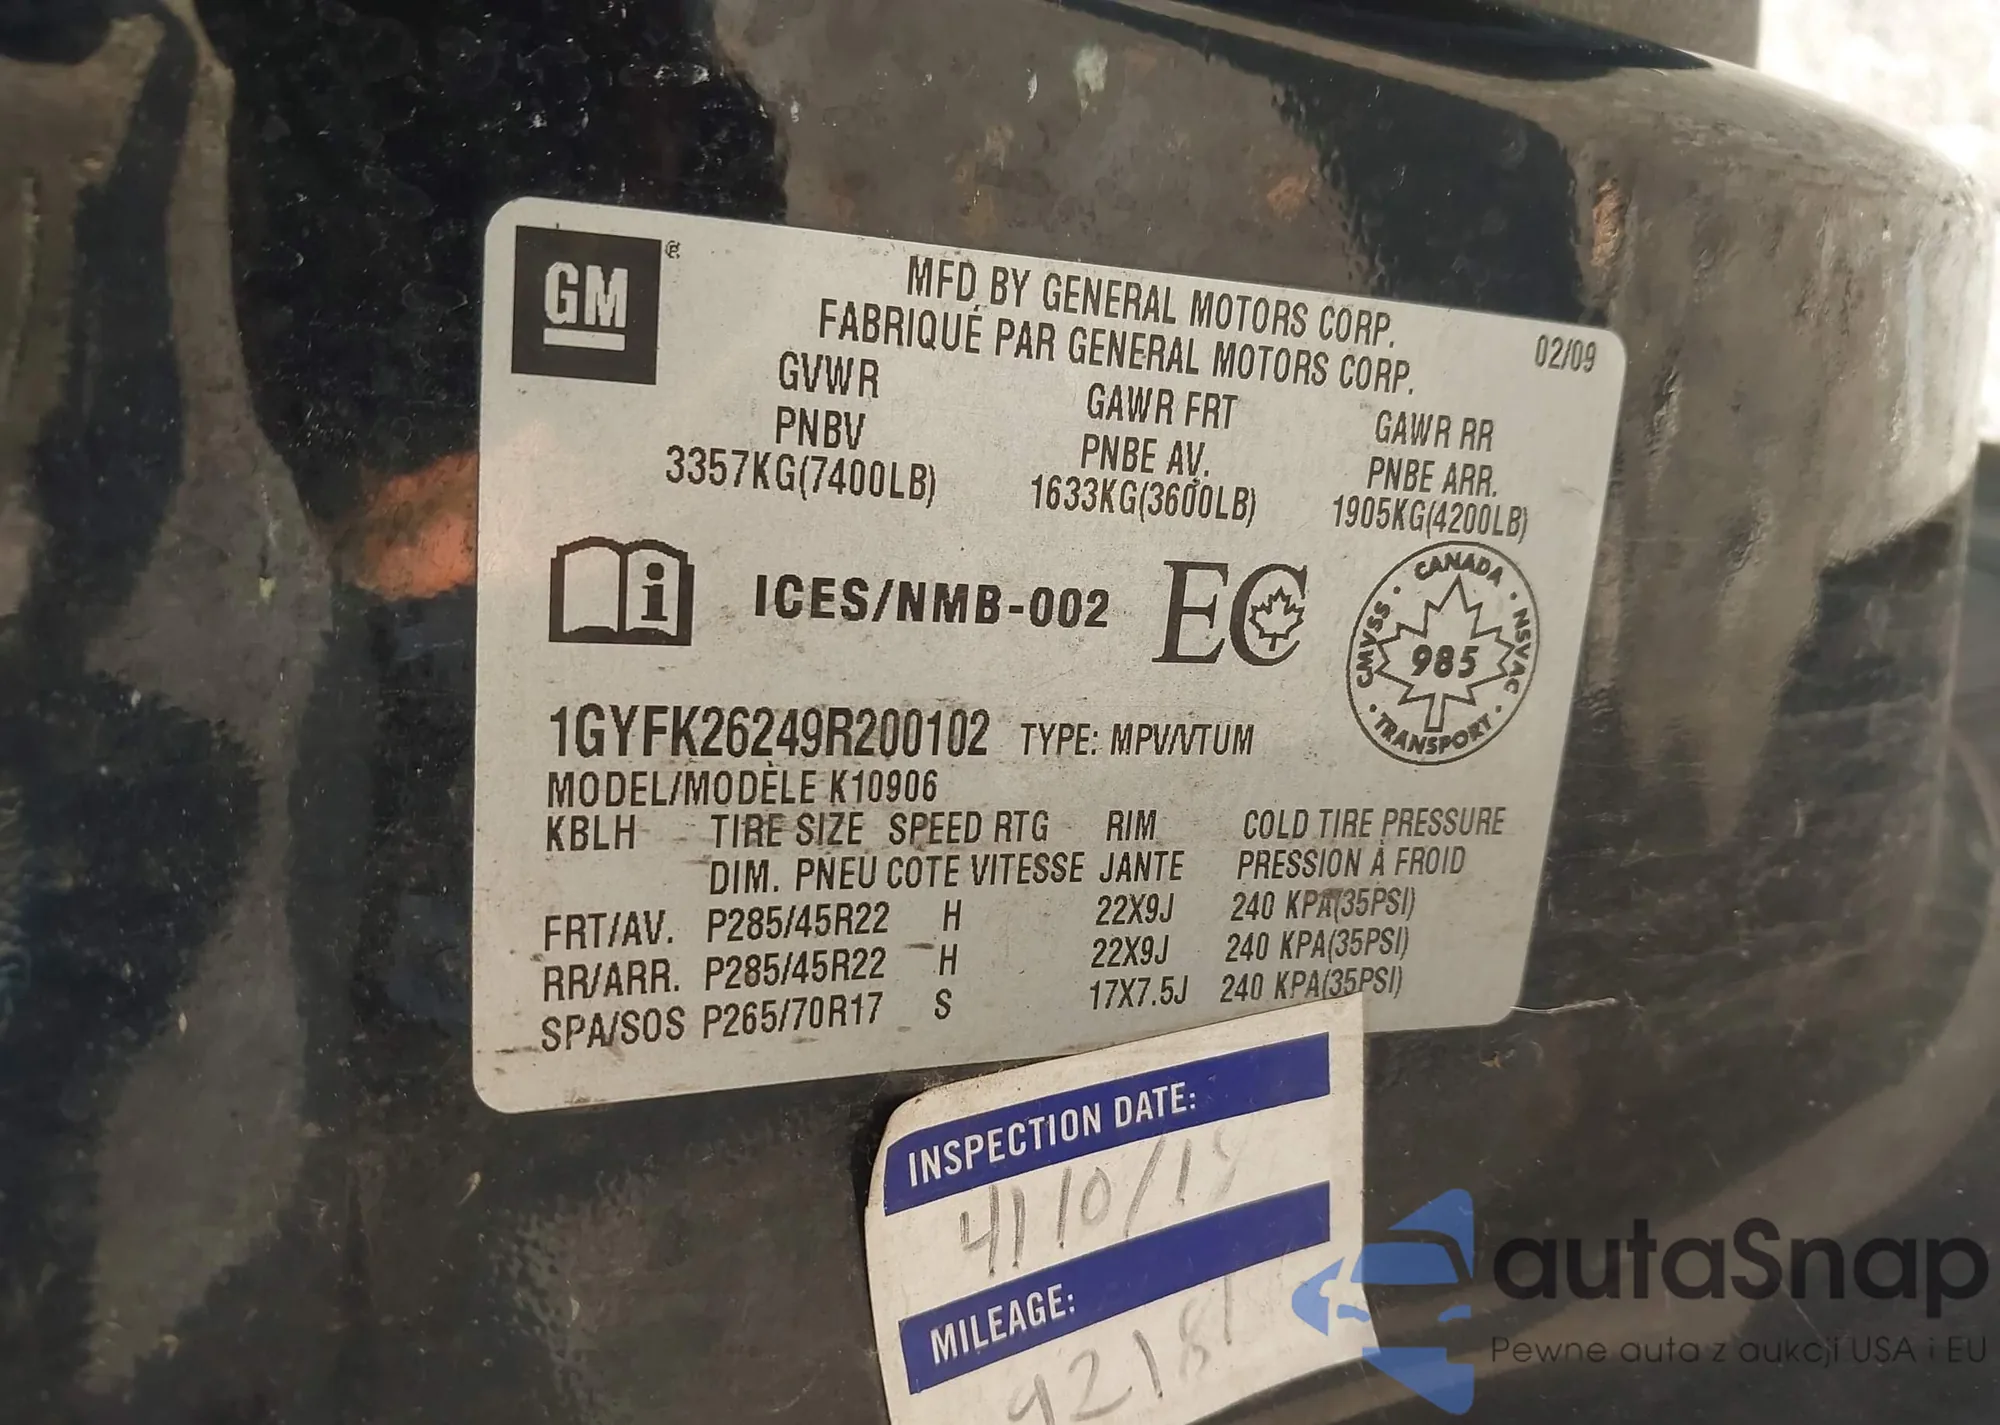 GM
MFD BY GENERAL MOTORS CORP.
FABRIQUÉ PAR GENERAL MOTORS CORP.
02/09
GVWR GAWR FRT GAWR RR
PNBV PNBE AV. PNBE ARR.
3357KG(7400LB) 1633KG(3600LB) 1905KG(4200LB)
i ICES/NMB-002 EC
CANADA · NSVAC · TRANSPORT · CMVSS ·
985
1GYFK26249R200102 TYPE: MPV/VTUM
MODEL/MODÈLE K10906
KBLH TIRE SIZE SPEED RTG RIM COLD TIRE PRESSURE
DIM. PNEU COTE VITESSE JANTE PRESSION À FROID
FRT/AV. P285/45R22 H 22X9J 240 KPA(35PSI)
RR/ARR. P285/45R22 H 22X9J 240 KPA(35PSI)
SPA/SOS P265/70R17 S 17X7.5J 240 KPA(35PSI)
INSPECTION DATE:
MILEAGE:
autaSnap
Pewne auta z aukcji USA i EU